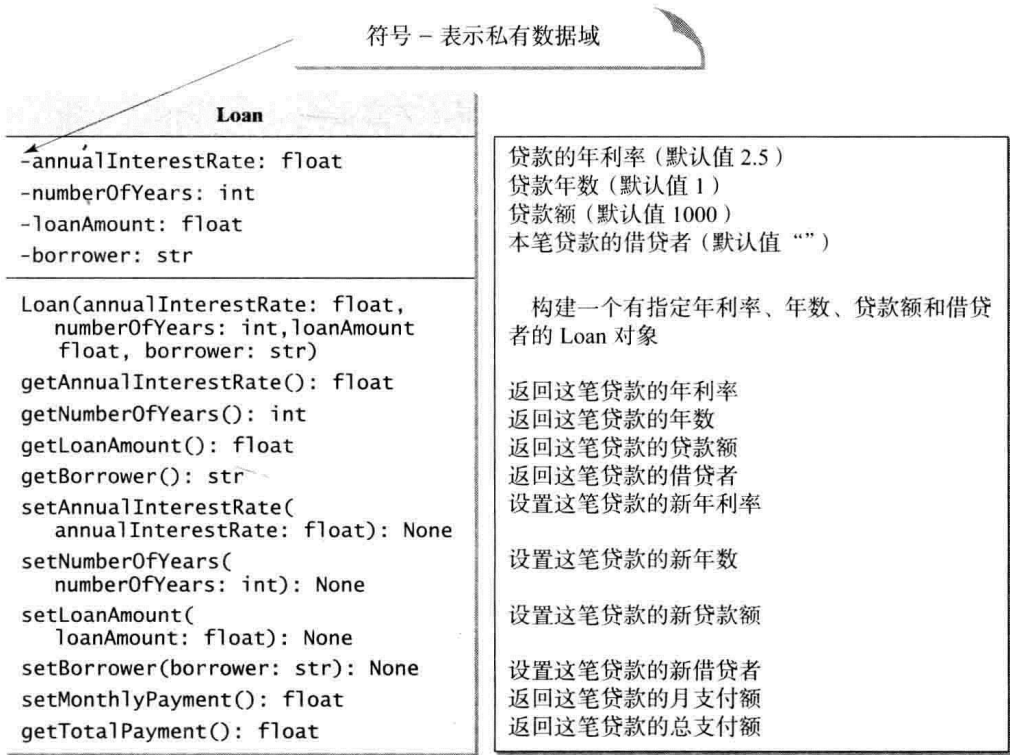 符号 – 表示私有数据域
Loan
-annualInterestRate: float
-numberOfYears: int
-loanAmount: float
-borrower: str
贷款的年利率（默认值 2.5）
贷款年数（默认值 1）
贷款额（默认值 1000）
本笔贷款的借贷者（默认值 “”）
Loan(annualInterestRate: float,
numberOfYears: int,loanAmount
float, borrower: str)
getAnnualInterestRate(): float
getNumberOfYears(): int
getLoanAmount(): float
getBorrower(): str
setAnnualInterestRate(
annualInterestRate: float): None
setNumberOfYears(
numberOfYears: int): None
setLoanAmount(
loanAmount: float): None
setBorrower(borrower: str): None
setMonthlyPayment(): float
getTotalPayment(): float
构建一个有指定年利率、年数、贷款额和借贷
者的 Loan 对象
返回这笔贷款的年利率
返回这笔贷款的年数
返回这笔贷款的贷款额
返回这笔贷款的借贷者
设置这笔贷款的新年利率
设置这笔贷款的新年数
设置这笔贷款的新贷款额
设置这笔贷款的新借贷者
返回这笔贷款的月支付额
返回这笔贷款的总支付额